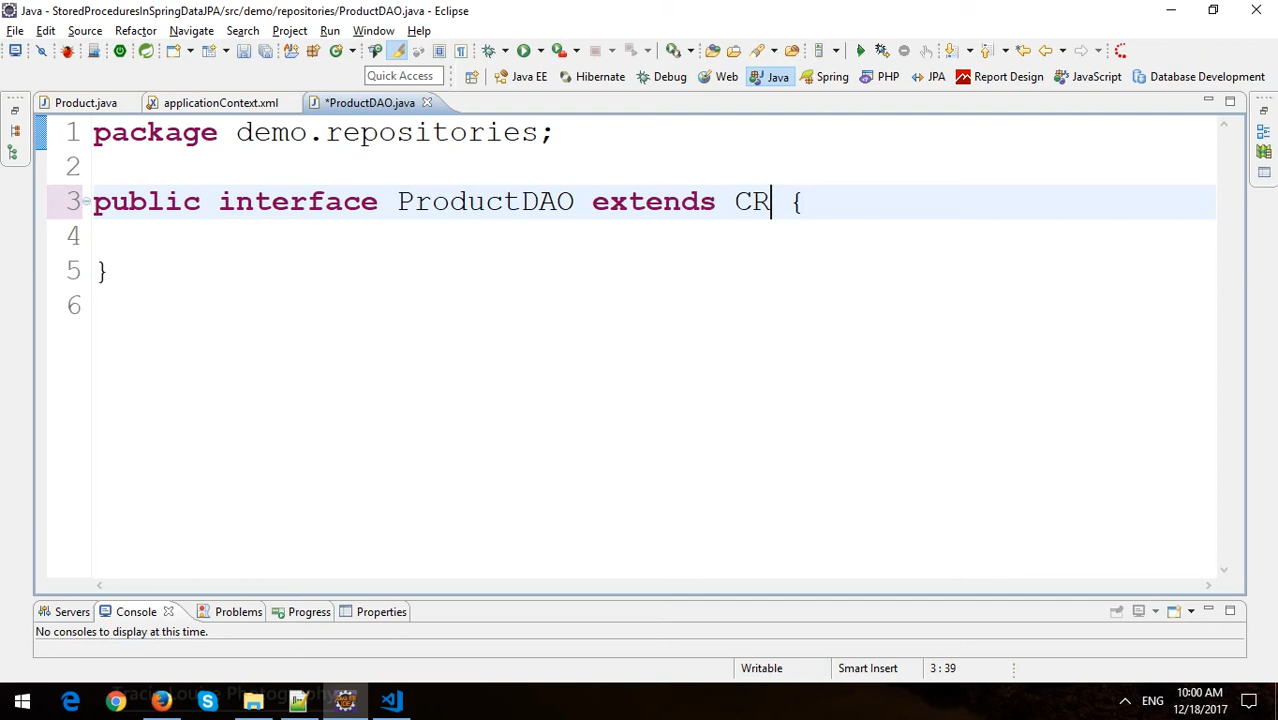 Java - StoredProceduresInSpringDataJPA/src/demo/repositories/ProductDAO.java - Eclipse
File Edit Source Refactor Navigate Search Project Run Window Help
Quick Access Java EE Hibernate Debug Web Java Spring PHP JPA Report Design JavaScript Database Development
Product.java applicationContext.xml *ProductDAO.java
1 package demo.repositories;
2
3 public interface ProductDAO extends CR {
4
5 }
6
Servers Console Problems Progress Properties
No consoles to display at this time.
Writable Smart Insert 3 : 39
Tracie Louise Photography
ENG 10:00 AM
12/18/2017